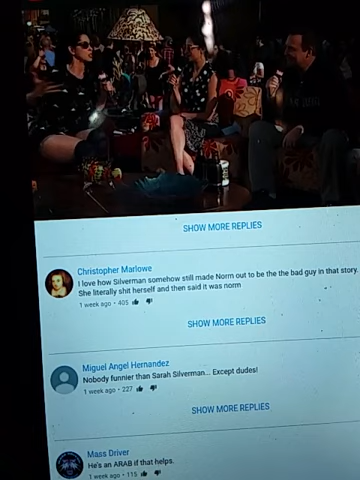 SHOW MORE REPLIES
Christopher Marlowe
I love how Silverman somehow still made Norm out to be the the bad guy in that story.
She literally shit herself and then said it was norm
1 week ago • 405
SHOW MORE REPLIES
Miguel Angel Hernandez
Nobody funnier than Sarah Silverman... Except dudes!
1 week ago • 227
SHOW MORE REPLIES
Mass Driver
He's an ARAB if that helps.
1 week ago • 115